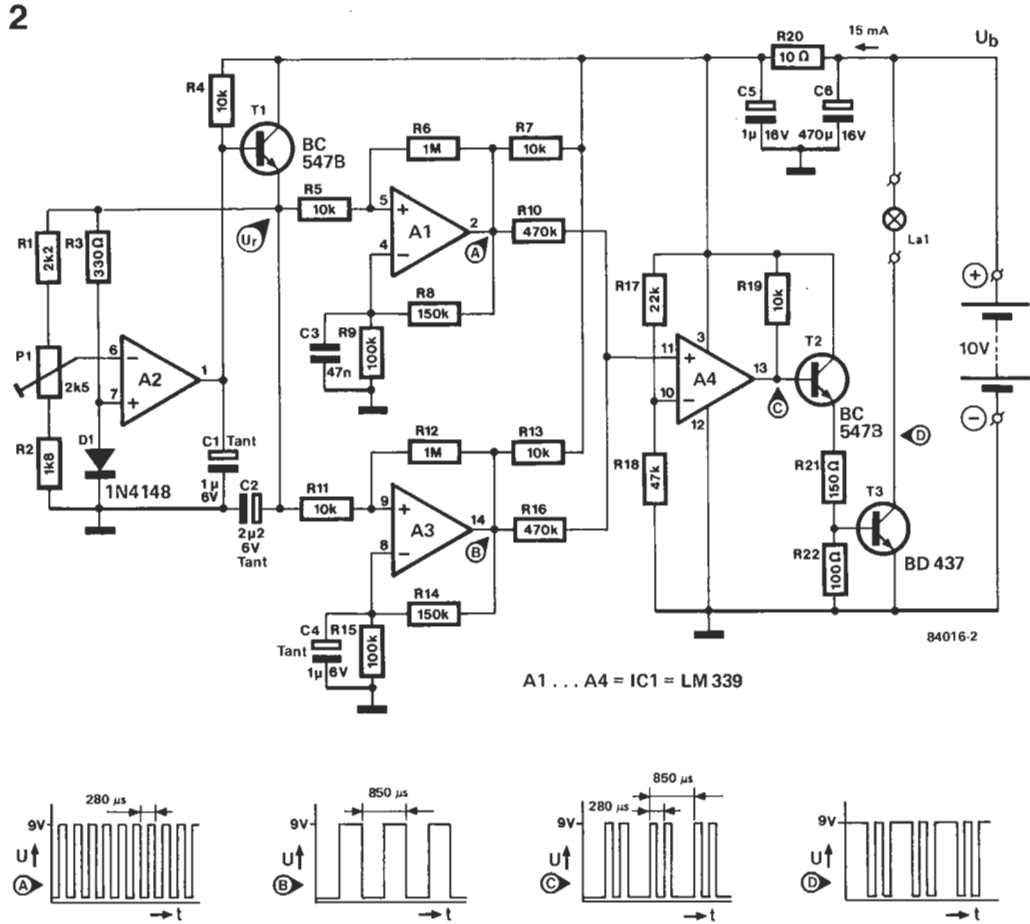 2
R4
10k
T1
BC
547B
R5
10k
R6
1M
R7
10k
R20
10Ω
15 mA
Ub
C5
1µ
16V
C6
470µ
16V
La1
R1
2k2
R3
330Ω
Ur
5
+
4
−
A1
2
A
R10
470k
R8
150k
C3
47n
R9
100k
P1
2k5
6
−
7
+
A2
1
R2
1k8
D1
1N4148
C1
Tant
1µ
6V
C2
2µ2
6V
Tant
R11
10k
R12
1M
R13
10k
9
+
8
−
A3
14
B
R16
470k
R14
150k
C4
Tant
1µ
6V
R15
100k
R17
22k
R18
47k
R19
10k
11
+
10
−
A4
3
12
13
C
T2
BC
547B
R21
150Ω
R22
100Ω
T3
BD 437
D
+
10V
−
84016-2
A1 ... A4 = IC1 = LM 339
280 µs
9V
U
A
t
850 µs
9V
U
B
t
850 µs
280 µs
9V
U
C
t
9V
U
D
t